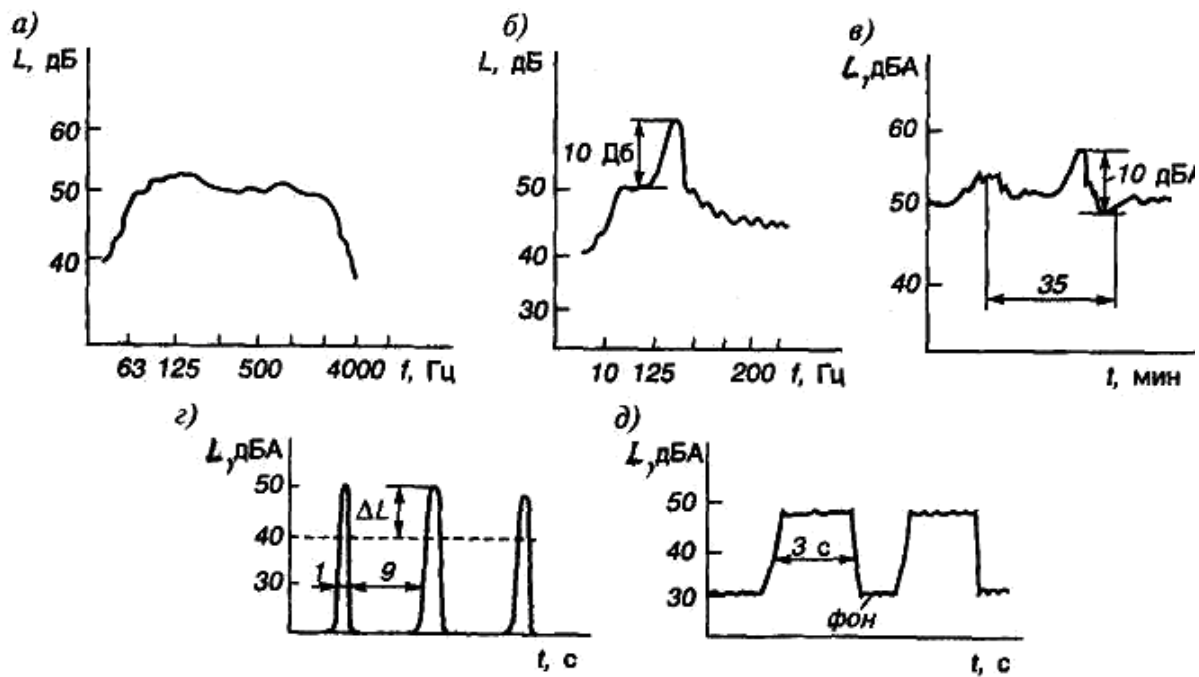 а)
L, дБ
60
50
40
63 125 500 4000 f, Гц
б)
L, дБ
10 Дб
50
40
30
10 125 200 f, Гц
в)
L, дБА
60
50
40
10 дБА
35
t, мин
г)
L, дБА
50
40
30
ΔL
1 9
t, с
д)
L, дБА
50
40
30
3 с
фон
t, с